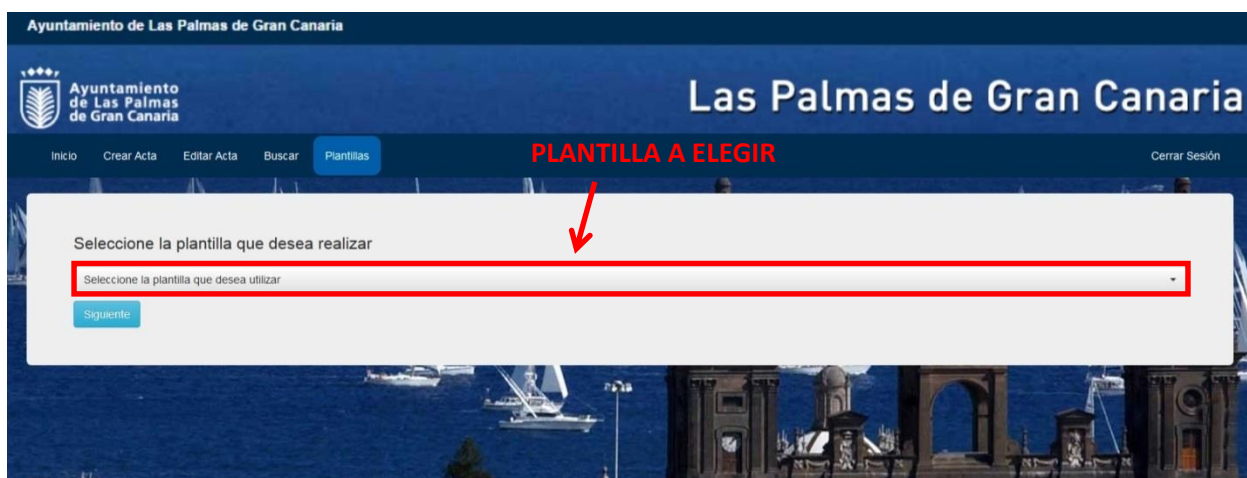 Ayuntamiento de Las Palmas de Gran Canaria
Ayuntamiento
de Las Palmas
de Gran Canaria
Las Palmas de Gran Canaria
Inicio Crear Acta Editar Acta Buscar Plantillas Cerrar Sesión
PLANTILLA A ELEGIR
Seleccione la plantilla que desea realizar
Seleccione la plantilla que desea utilizar
Siguiente